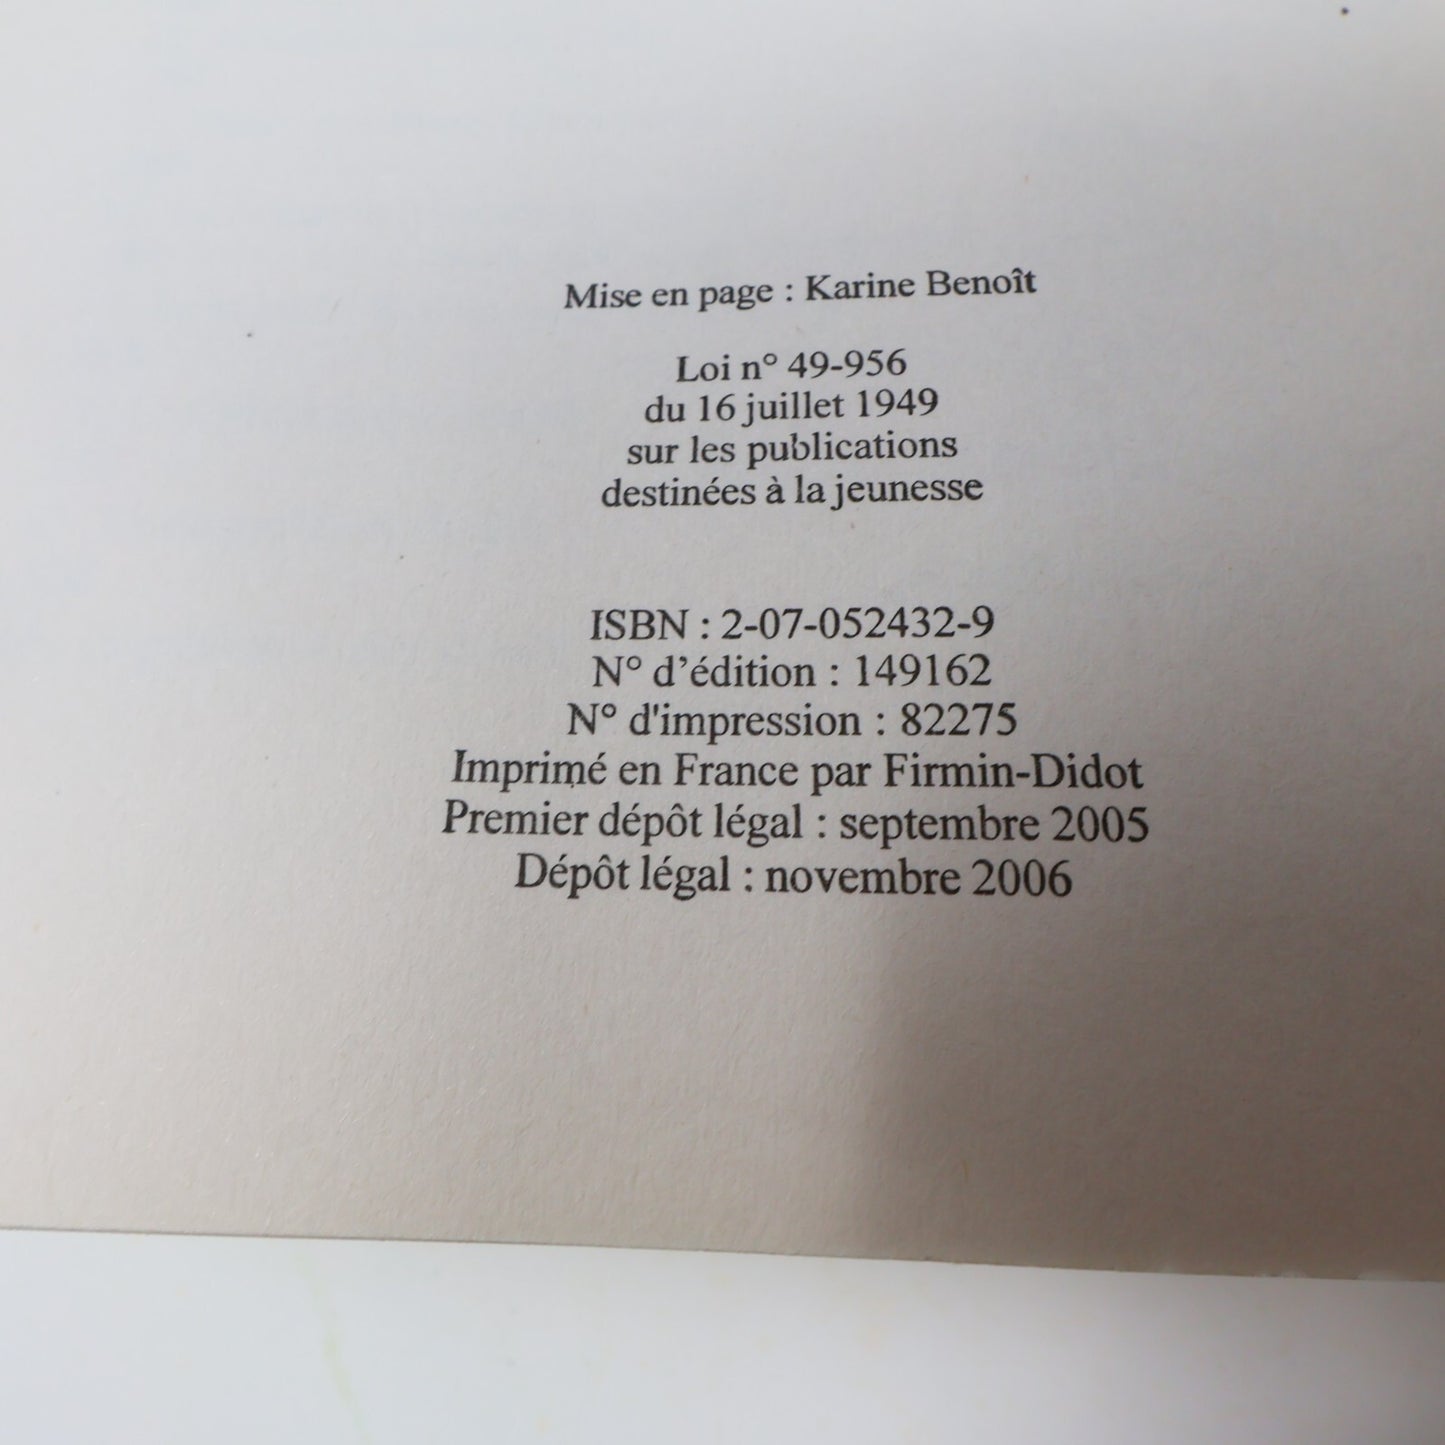 Mise en page : Karine Benoît
Loi n° 49-956
du 16 juillet 1949
sur les publications
destinées à la jeunesse
ISBN : 2-07-052432-9
N° d’édition : 149162
N° d'impression : 82275
Imprimé en France par Firmin-Didot
Premier dépôt légal : septembre 2005
Dépôt légal : novembre 2006